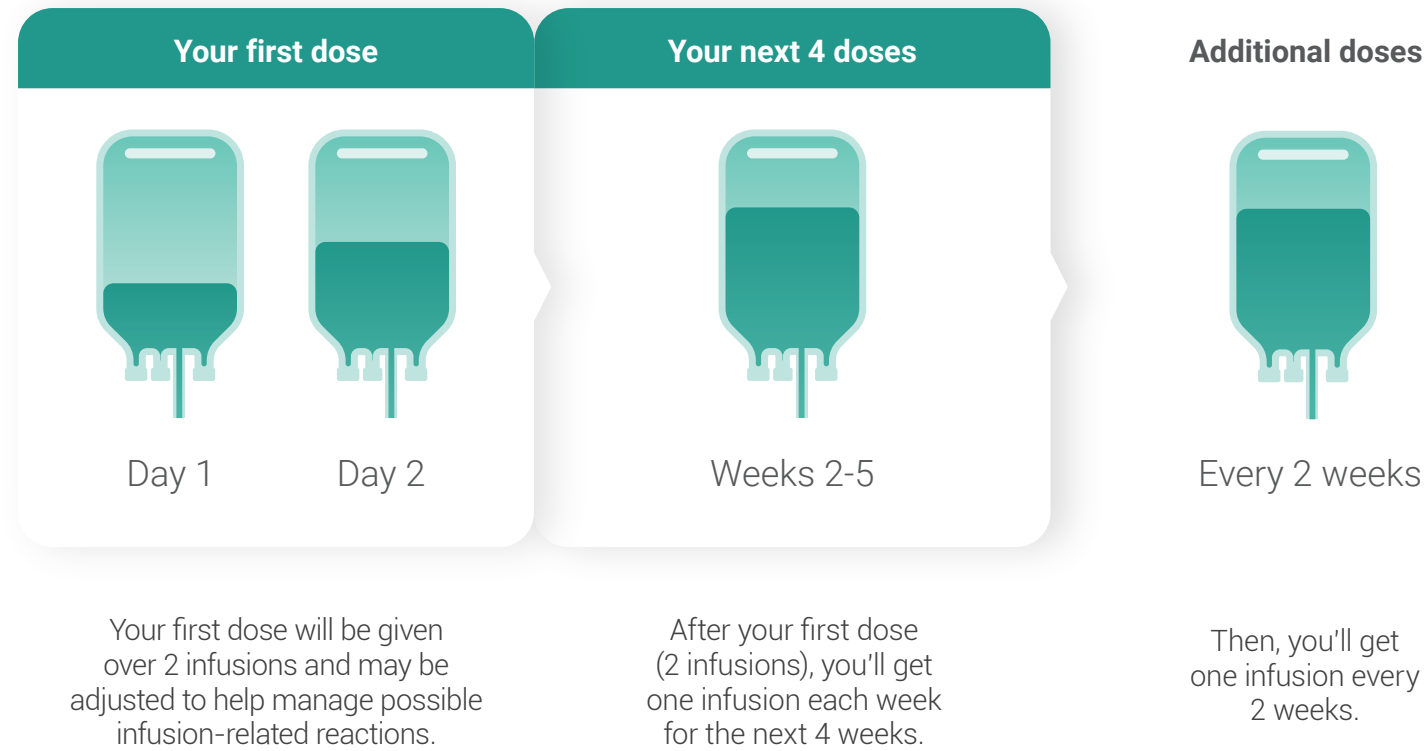 Your first dose
Day 1
Day 2
Your first dose will be given
over 2 infusions and may be
adjusted to help manage possible
infusion-related reactions.
Your next 4 doses
Weeks 2-5
After your first dose
(2 infusions), you'll get
one infusion each week
for the next 4 weeks.
Additional doses
Every 2 weeks
Then, you'll get
one infusion every
2 weeks.